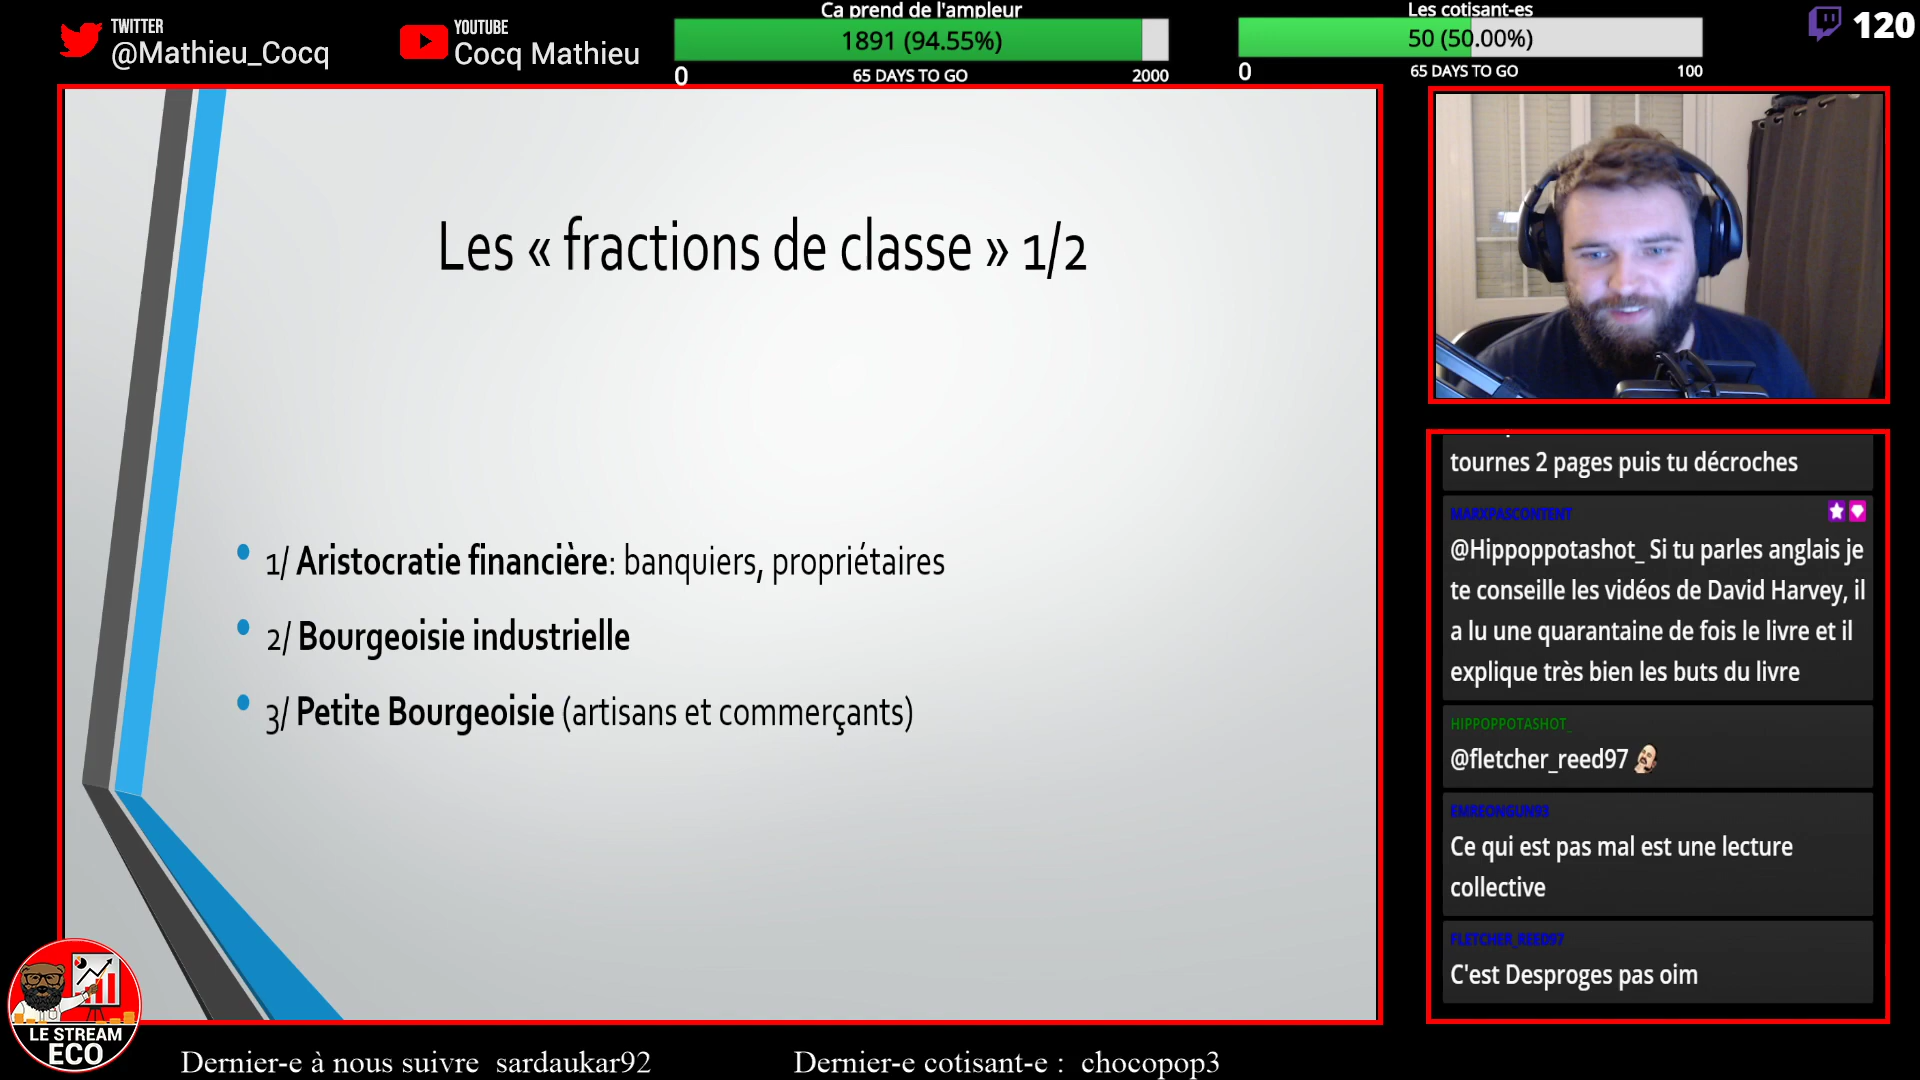 TWITTER
@Mathieu_Cocq
YOUTUBE
Cocq Mathieu
Ca prend de l'ampleur
1891 (94.55%)
0
65 DAYS TO GO
2000
Les cotisant-es
50 (50.00%)
0
65 DAYS TO GO
100
120
Les « fractions de classe » 1/2
1/ Aristocratie financière: banquiers, propriétaires
2/ Bourgeoisie industrielle
3/ Petite Bourgeoisie (artisans et commerçants)
tournes 2 pages puis tu décroches
MARXPASCONTENT
@Hippoppotashot_ Si tu parles anglais je
te conseille les vidéos de David Harvey, il
a lu une quarantaine de fois le livre et il
explique très bien les buts du livre
HIPPOPPOTASHOT_
@fletcher_reed97
EMREONGUN93
Ce qui est pas mal est une lecture
collective
FLETCHER_REED97
C'est Desproges pas oim
LE STREAM
ECO
Dernier-e à nous suivre sardaukar92
Dernier-e cotisant-e : chocopop3